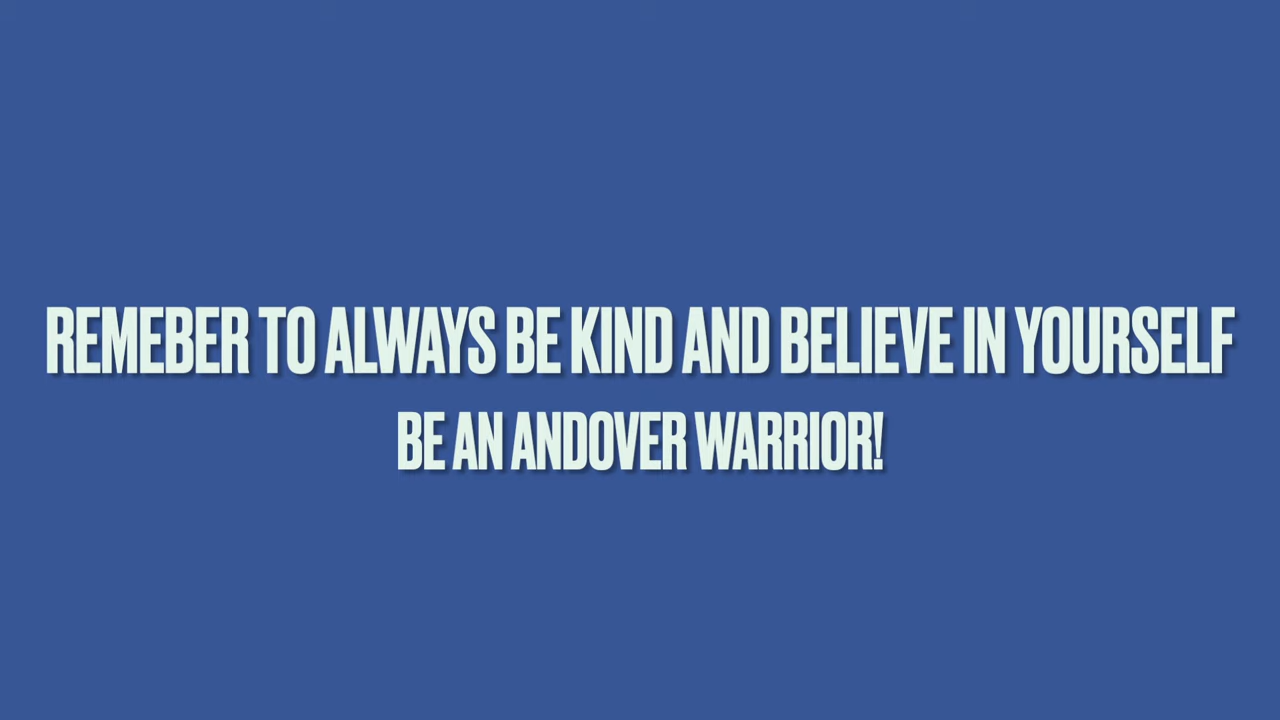 REMEBER TO ALWAYS BE KIND AND BELIEVE IN YOURSELF
BE AN ANDOVER WARRIOR!